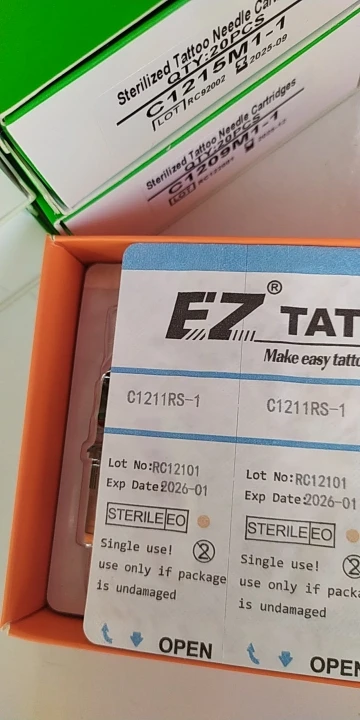 Sterilized Tattoo Needle Cartridges
QTY:20PCS
C1215M1-1
LOT RC92002 2025-09
Sterilized Tattoo Needle Cartridges
QTY:20PCS
C1209M1-1
LOT
EZ® TAT
Make easy tatto
C1211RS-1 C1211RS-1
Lot No:RC12101 Lot No:RC12101
Exp Date:2026-01 Exp Date:2026-01
STERILE EO STERILE EO
Single use! 2 Single use! 2
use only if package use only if packa
is undamaged is undamaged
OPEN OPEN